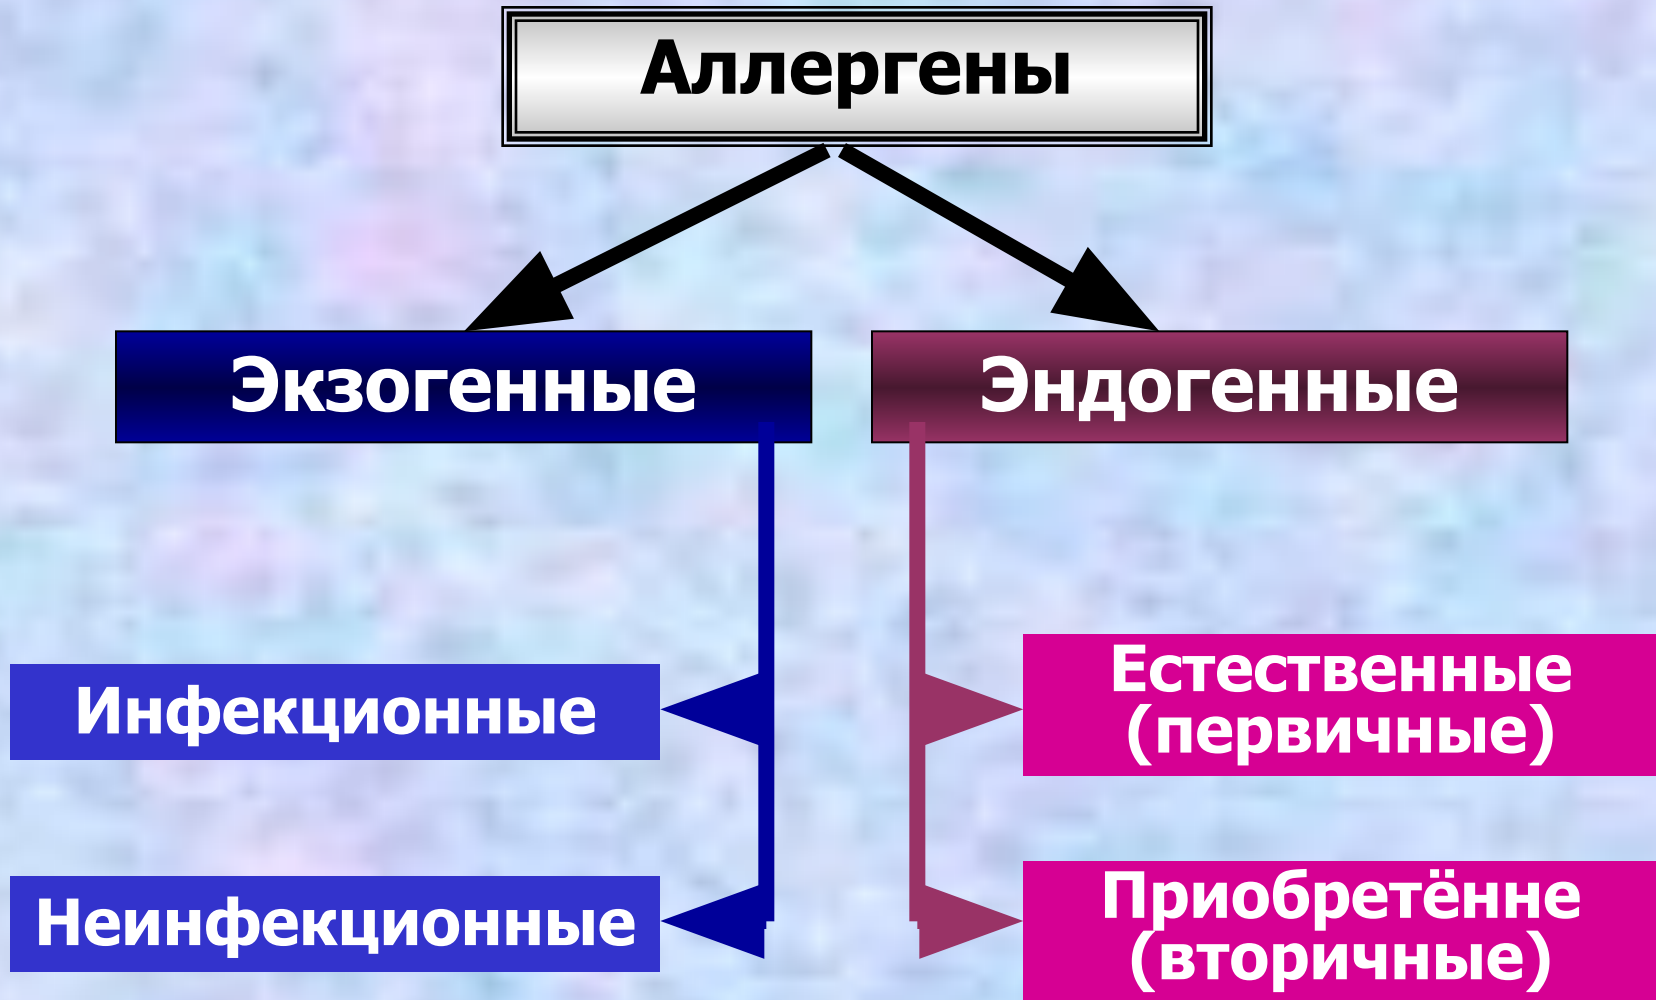 Аллергены
Экзогенные
Эндогенные
Инфекционные
Естественные
(первичные)
Неинфекционные
Приобретённе
(вторичные)